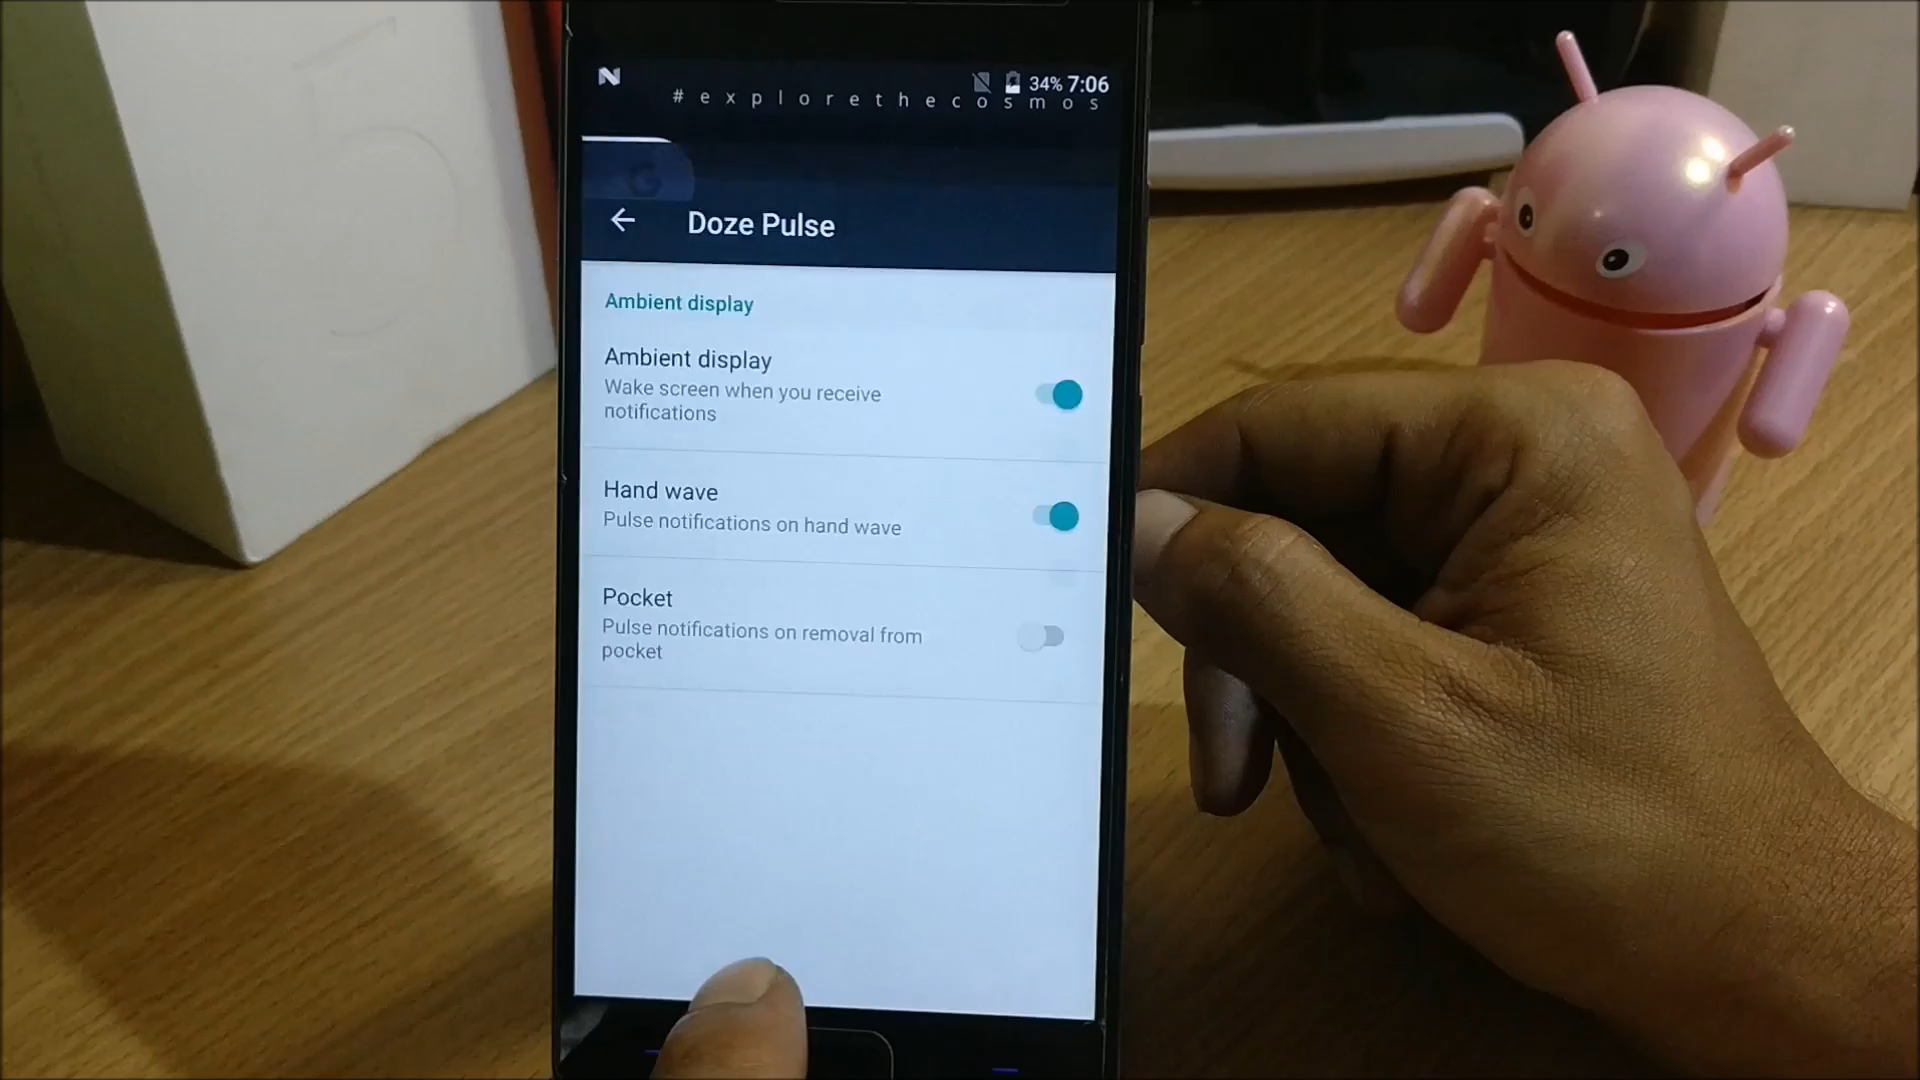 34% 7:06
#explorethecosmos
G
Doze Pulse
Ambient display
Ambient display
Wake screen when you receive
notifications
Hand wave
Pulse notifications on hand wave
Pocket
Pulse notifications on removal from
pocket
5